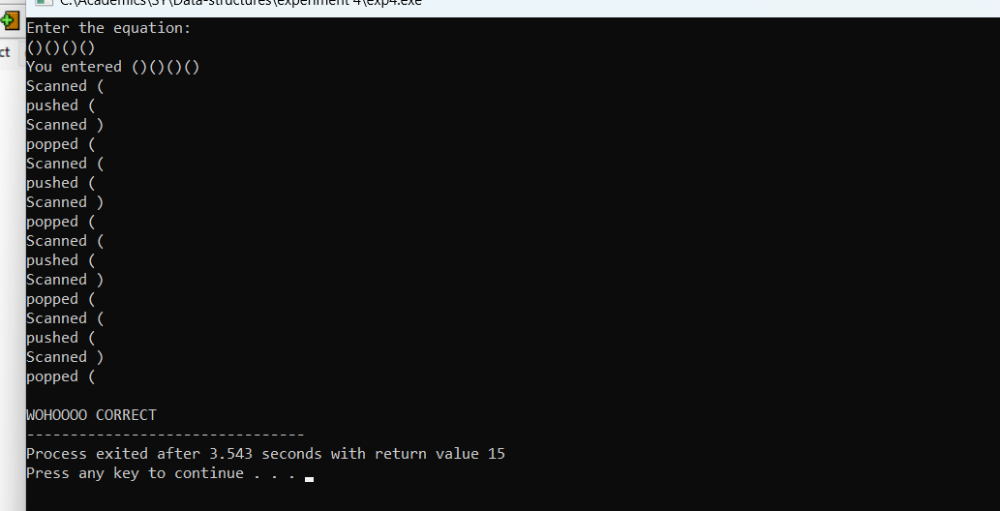 C:\Academics\SY\Data-structures\experiment 4\exp4.exe
ct
Enter the equation:
()()()()
You entered ()()()()
Scanned (
pushed (
Scanned )
popped (
Scanned (
pushed (
Scanned )
popped (
Scanned (
pushed (
Scanned )
popped (
Scanned (
pushed (
Scanned )
popped (
WOHOOOO CORRECT
--------------------------------
Process exited after 3.543 seconds with return value 15
Press any key to continue . . .